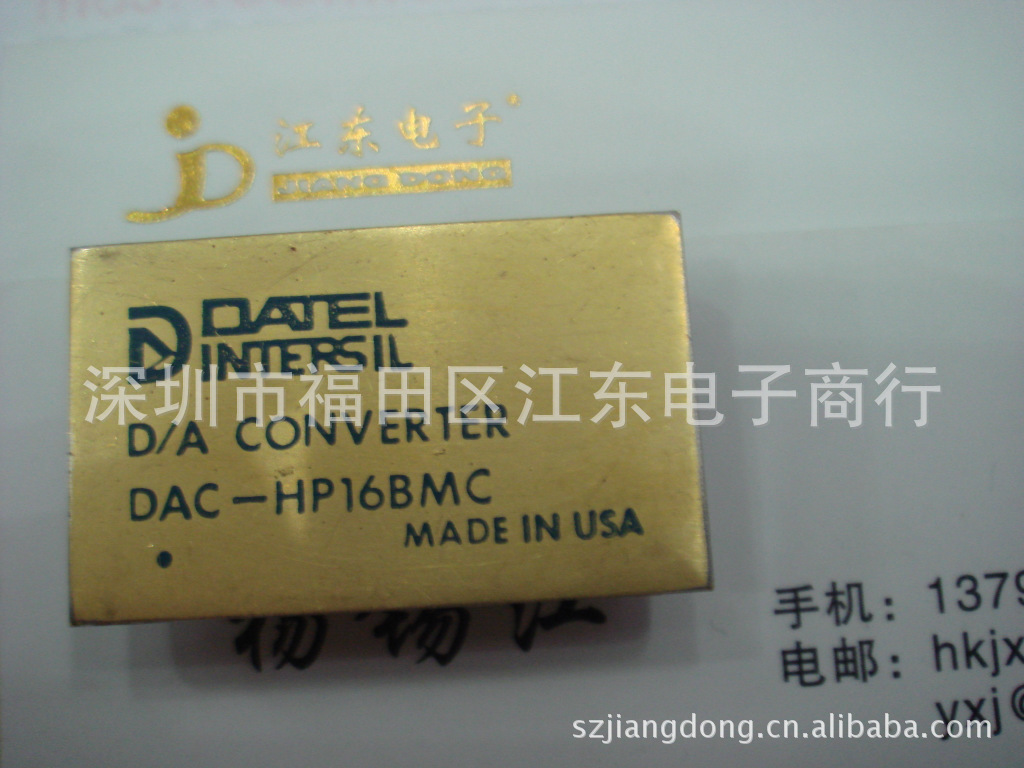 JD 江东电子
JIANG DONG
DATEL
INTERSIL
深圳市福田区江东电子商行
D/A CONVERTER
DAC-HP16BMC
MADE IN USA
手机：1379
电邮：hkjx
yxj@
szjiangdong.cn.alibaba.com